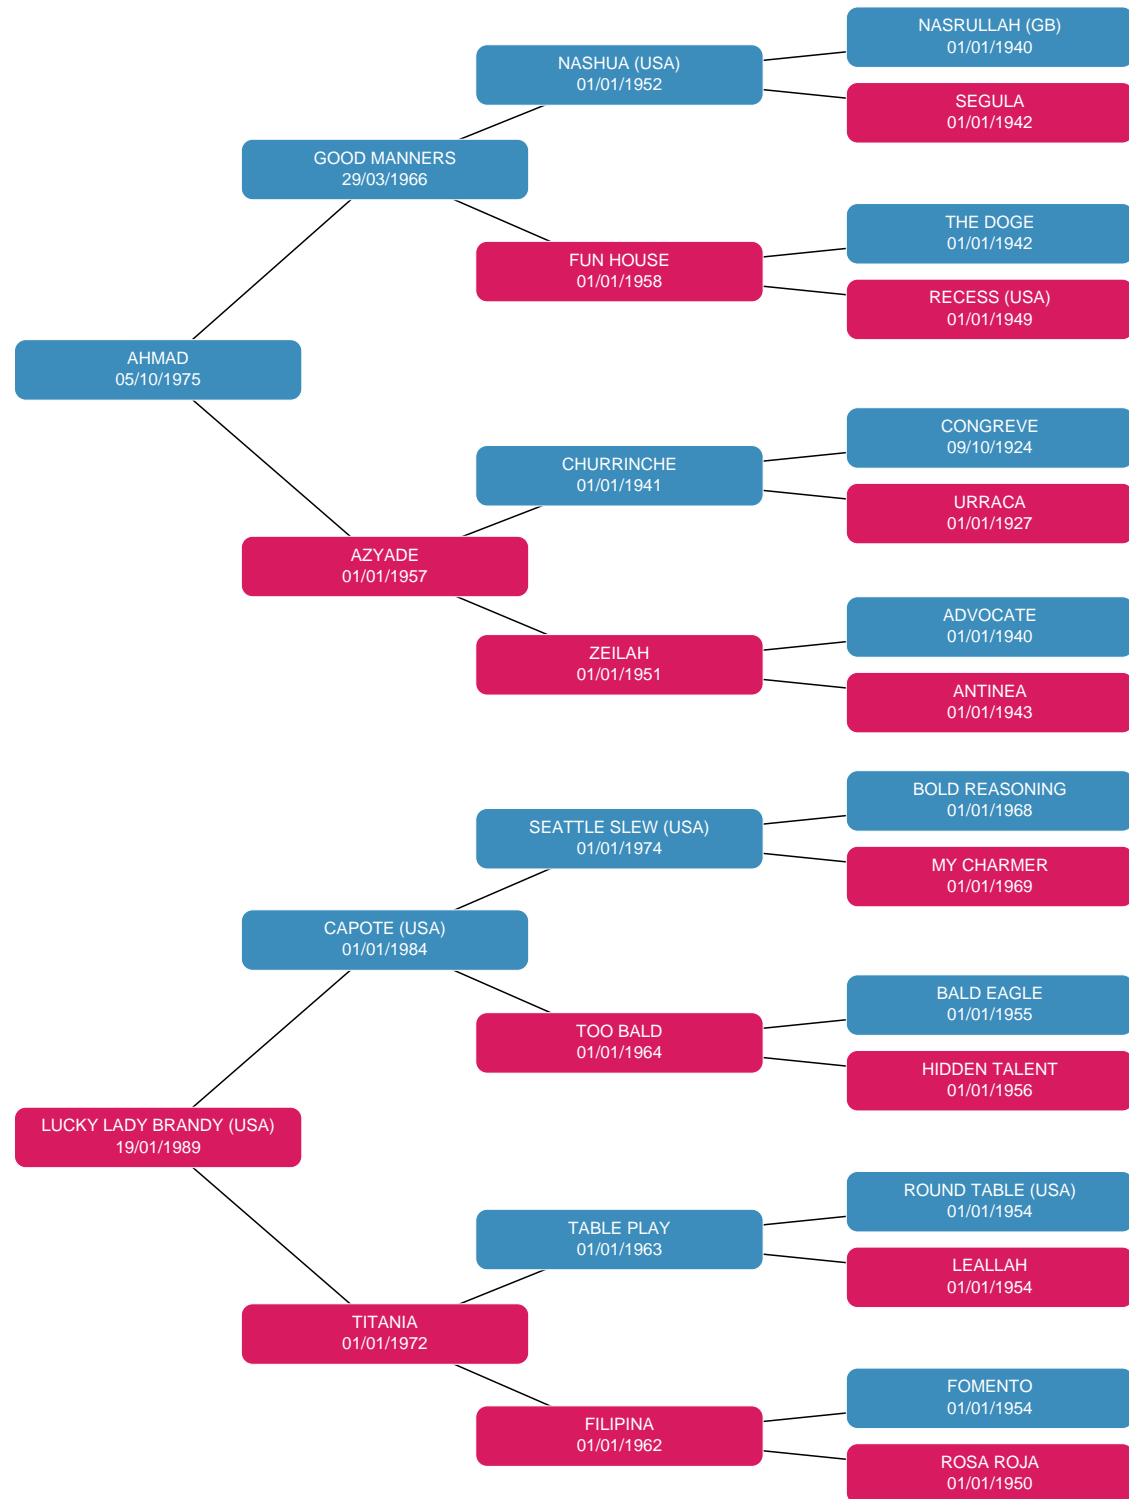 NASRULLAH (GB)
01/01/1940
NASHUA (USA)
01/01/1952
SEGULA
01/01/1942
GOOD MANNERS
29/03/1966
THE DOGE
01/01/1942
FUN HOUSE
01/01/1958
RECESS (USA)
01/01/1949
AHMAD
05/10/1975
CONGREVE
09/10/1924
CHURRINCHE
01/01/1941
URRACA
01/01/1927
AZYADE
01/01/1957
ADVOCATE
01/01/1940
ZEILAH
01/01/1951
ANTINEA
01/01/1943
BOLD REASONING
01/01/1968
SEATTLE SLEW (USA)
01/01/1974
MY CHARMER
01/01/1969
CAPOTE (USA)
01/01/1984
BALD EAGLE
01/01/1955
TOO BALD
01/01/1964
HIDDEN TALENT
01/01/1956
LUCKY LADY BRANDY (USA)
19/01/1989
ROUND TABLE (USA)
01/01/1954
TABLE PLAY
01/01/1963
LEALLAH
01/01/1954
TITANIA
01/01/1972
FOMENTO
01/01/1954
FILIPINA
01/01/1962
ROSA ROJA
01/01/1950